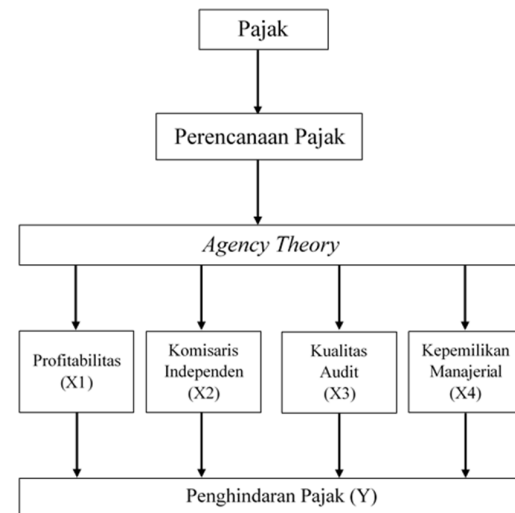 Pajak
Perencanaan Pajak
Agency Theory
Profitabilitas
(X1)
Komisaris
Independen
(X2)
Kualitas
Audit
(X3)
Kepemilikan
Manajerial
(X4)
Penghindaran Pajak (Y)